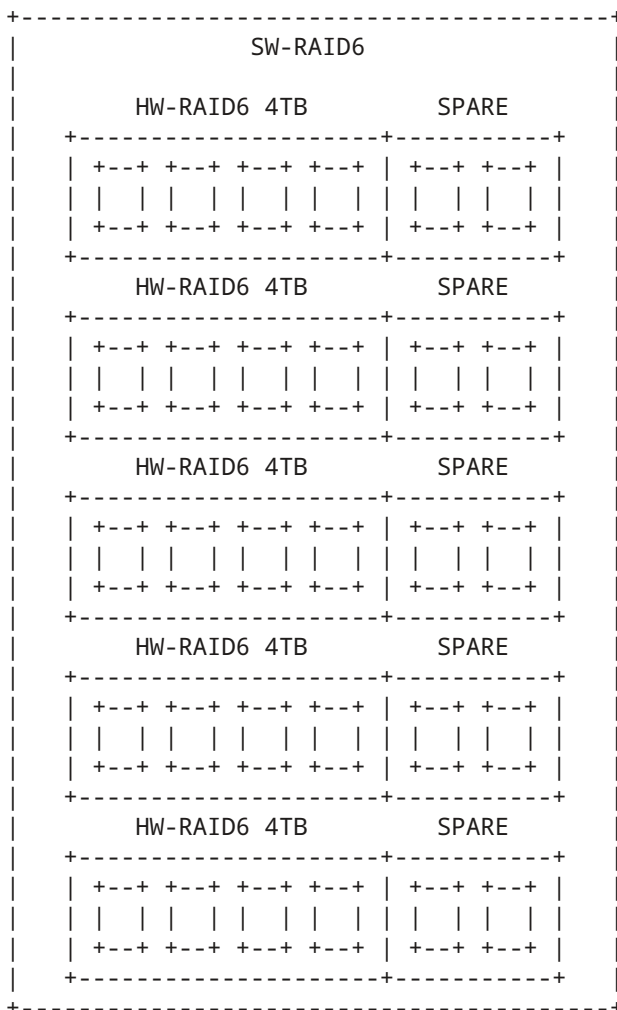 +-----------------------------------------+
|                SW-RAID6                 |
|                                         |
|        HW-RAID6 4TB         SPARE       |
|   +---------------------+-----------+   |
|   | +--+ +--+ +--+ +--+ | +--+ +--+ |   |
|   | |  | |  | |  | |  | | |  | |  | |   |
|   | +--+ +--+ +--+ +--+ | +--+ +--+ |   |
|   +---------------------+-----------+   |
|        HW-RAID6 4TB         SPARE       |
|   +---------------------+-----------+   |
|   | +--+ +--+ +--+ +--+ | +--+ +--+ |   |
|   | |  | |  | |  | |  | | |  | |  | |   |
|   | +--+ +--+ +--+ +--+ | +--+ +--+ |   |
|   +---------------------+-----------+   |
|        HW-RAID6 4TB         SPARE       |
|   +---------------------+-----------+   |
|   | +--+ +--+ +--+ +--+ | +--+ +--+ |   |
|   | |  | |  | |  | |  | | |  | |  | |   |
|   | +--+ +--+ +--+ +--+ | +--+ +--+ |   |
|   +---------------------+-----------+   |
|        HW-RAID6 4TB         SPARE       |
|   +---------------------+-----------+   |
|   | +--+ +--+ +--+ +--+ | +--+ +--+ |   |
|   | |  | |  | |  | |  | | |  | |  | |   |
|   | +--+ +--+ +--+ +--+ | +--+ +--+ |   |
|   +---------------------+-----------+   |
|        HW-RAID6 4TB         SPARE       |
|   +---------------------+-----------+   |
|   | +--+ +--+ +--+ +--+ | +--+ +--+ |   |
|   | |  | |  | |  | |  | | |  | |  | |   |
|   | +--+ +--+ +--+ +--+ | +--+ +--+ |   |
|   +---------------------+-----------+   |
+-----------------------------------------+